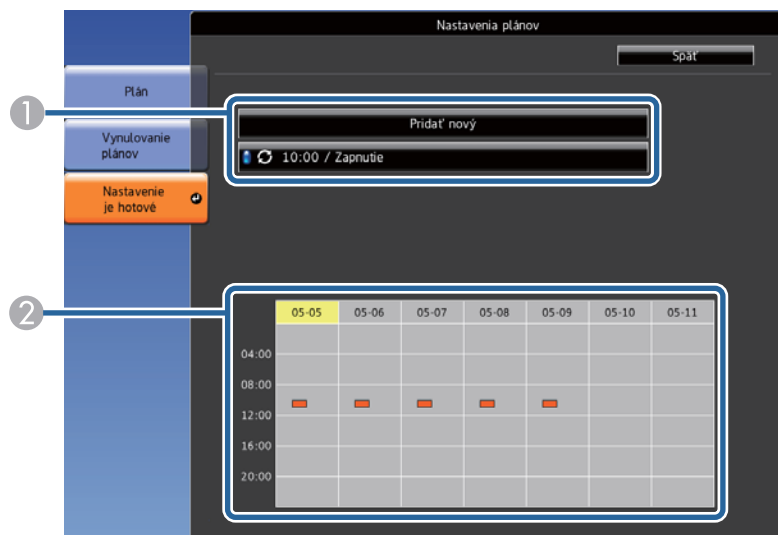 Nastavenia plánov
Späť
Plán
Vynulovanie
plánov
Nastavenie
je hotové
1
Pridať nový
10:00 / Zapnutie
2
05-05 05-06 05-07 05-08 05-09 05-10 05-11
04:00
08:00
12:00
16:00
20:00